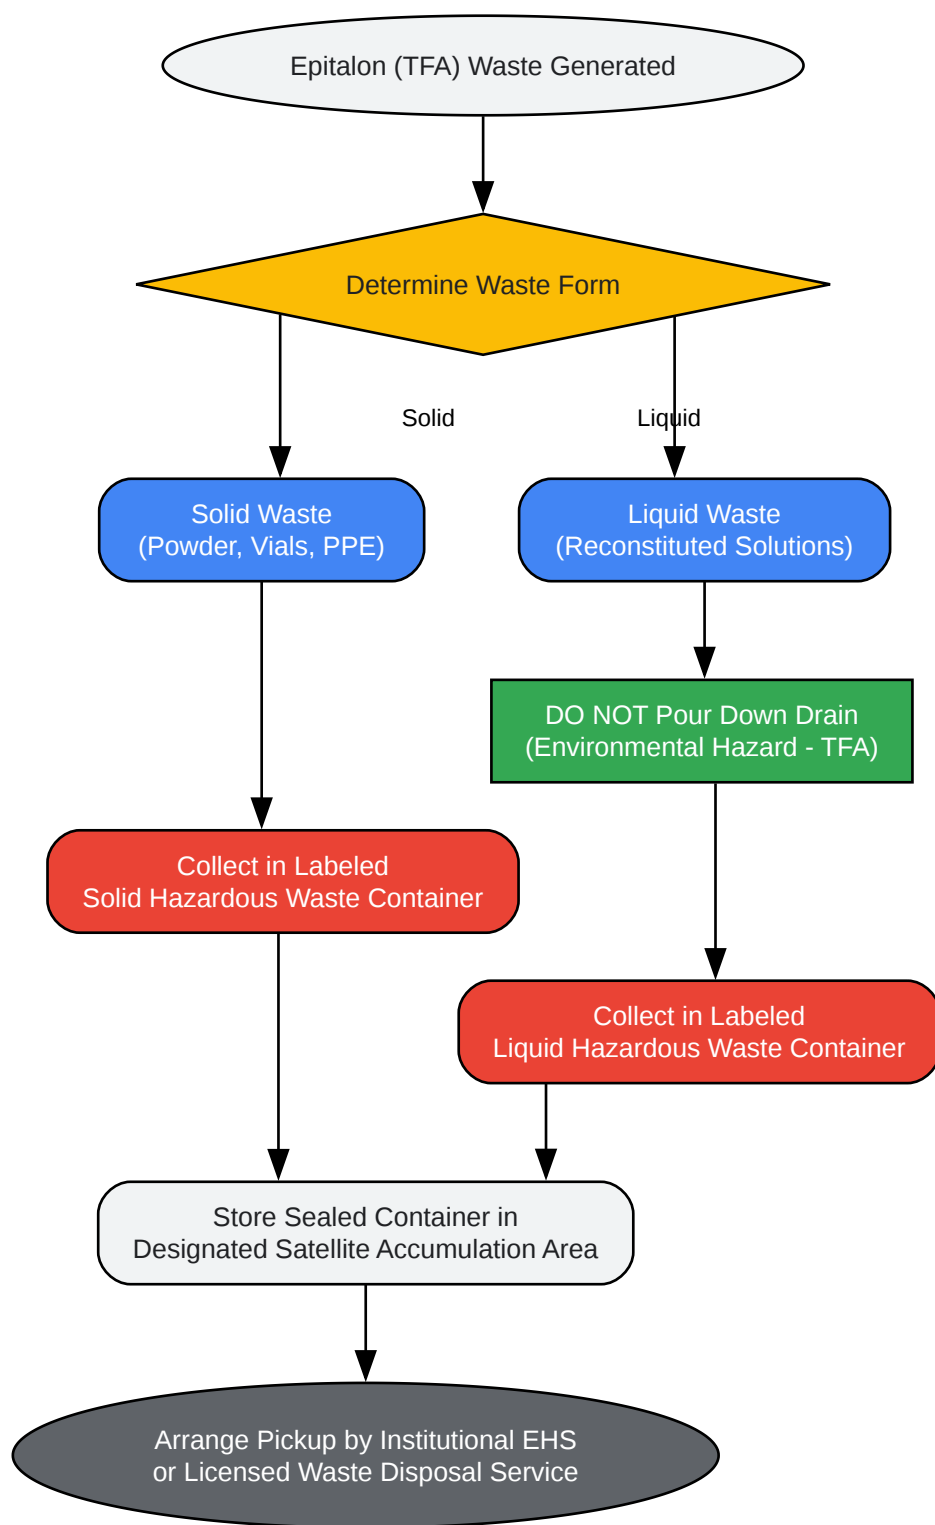 Epitalon (TFA) Waste Generated
Determine Waste Form
Solid
Liquid
Solid Waste
(Powder, Vials, PPE)
Liquid Waste
(Reconstituted Solutions)
DO NOT Pour Down Drain
(Environmental Hazard - TFA)
Collect in Labeled
Solid Hazardous Waste Container
Collect in Labeled
Liquid Hazardous Waste Container
Store Sealed Container in
Designated Satellite Accumulation Area
Arrange Pickup by Institutional EHS
or Licensed Waste Disposal Service